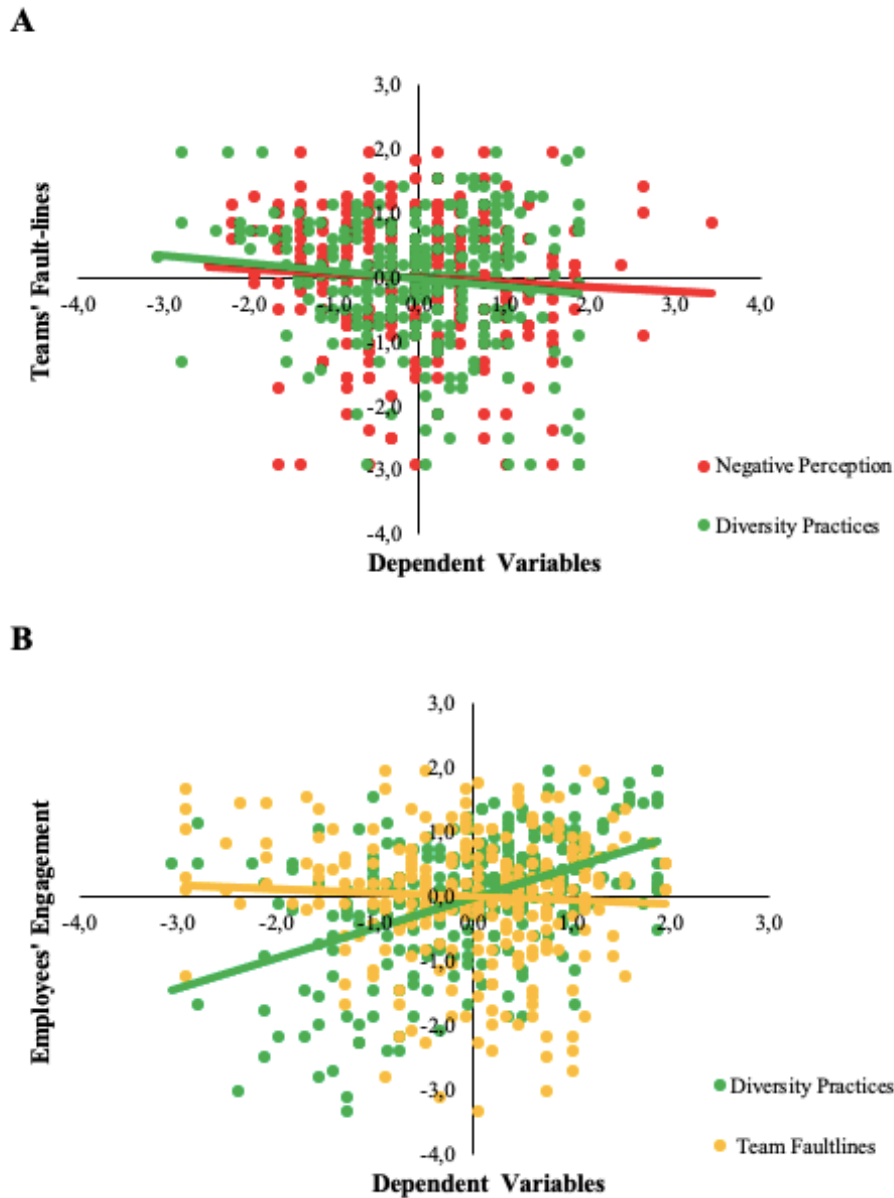 A
3,0
2,0
1,0
0,0
-4,0 -3,0 -2,0 -1,0 0,0 1,0 2,0 3,0 4,0
-1,0
-2,0
-3,0
-4,0
Teams' Fault-lines
Negative Perception
Diversity Practices
Dependent Variables
B
3,0
2,0
1,0
0,0
-4,0 -3,0 -2,0 -1,0 0,0 1,0 2,0 3,0
-1,0
-2,0
-3,0
-4,0
Employees' Engagement
Diversity Practices
Team Faultlines
Dependent Variables